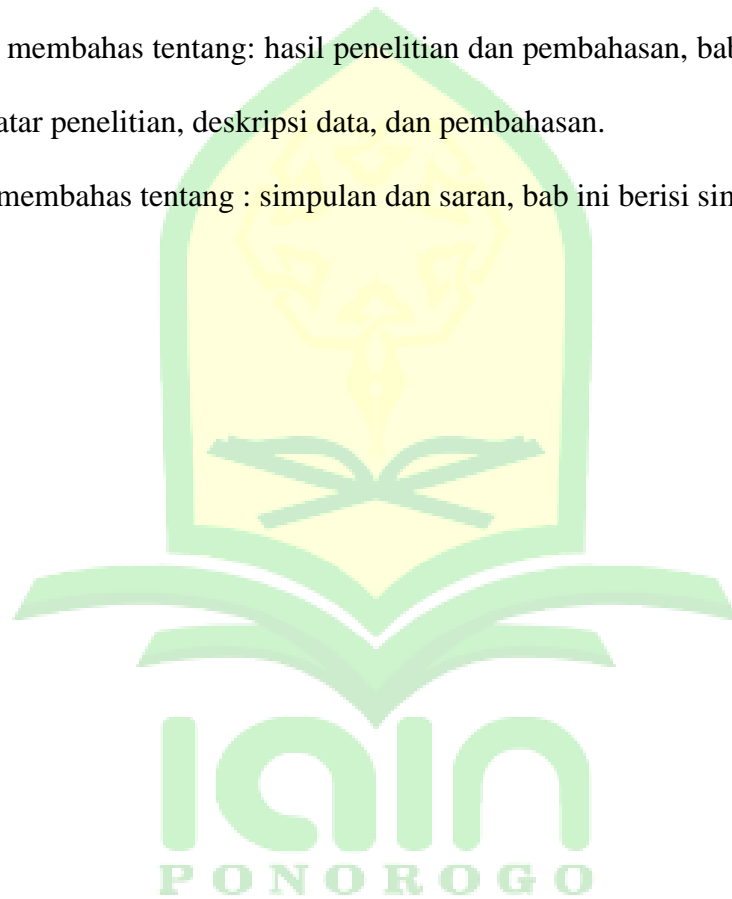 membahas tentang: hasil penelitian dan pembahasan, bab
atar penelitian, deskripsi data, dan pembahasan.
membahas tentang : simpulan dan saran, bab ini berisi sim
iain
PONOROGO